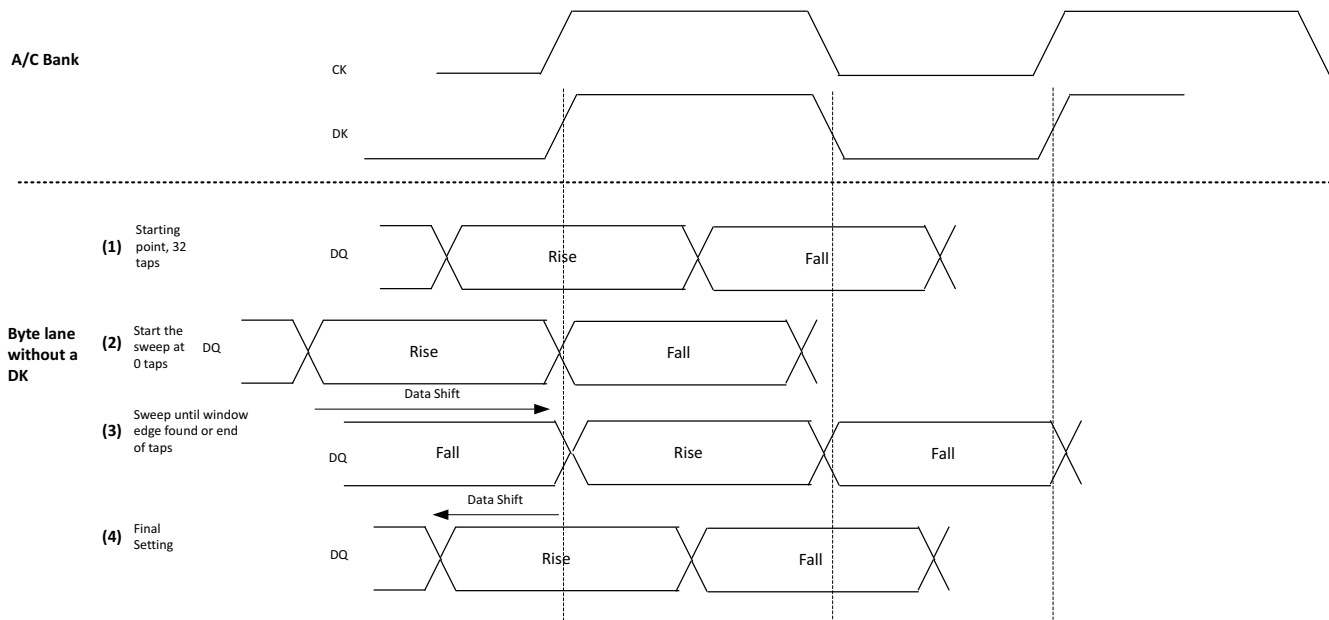 A/C Bank
CK
DK
(1)
Starting
point, 32
taps
DQ
Rise
Fall
Byte lane
without a
DK
(2)
Start the
sweep at
0 taps
DQ
Rise
Fall
Data Shift
(3)
Sweep until window
edge found or end
of taps
DQ
Fall
Rise
Fall
Data Shift
(4)
Final
Setting
DQ
Rise
Fall